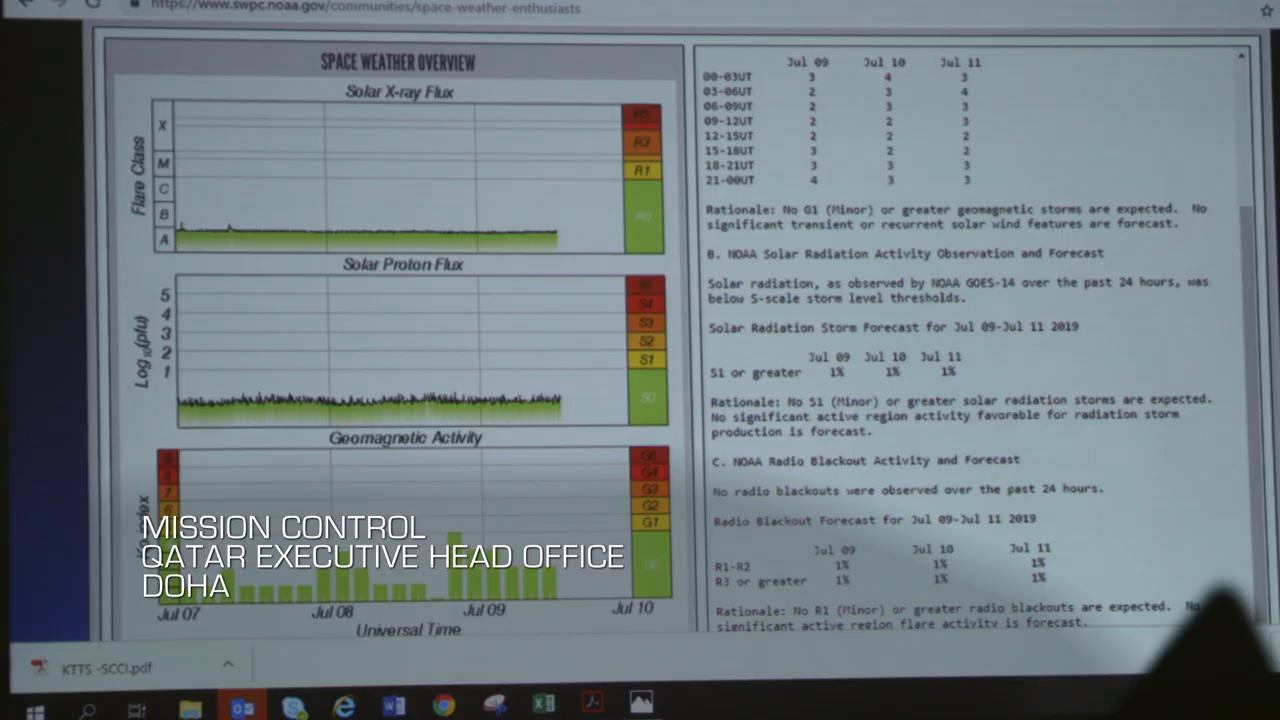 https://www.swpc.noaa.gov/communities/space-weather-enthusiasts
SPACE WEATHER OVERVIEW
Solar X-ray Flux
Flare Class
X
M
C
B
A
R5
R3
R1
R0
Solar Proton Flux
Log10(pfu)
5
4
3
2
1
S5
S4
S3
S2
S1
S0
Geomagnetic Activity
9
8
7
6
G5
G4
G3
G2
G1
G0
Jul 07 Jul 08 Jul 09 Jul 10
Universal Time
Jul 09 Jul 10 Jul 11
00-03UT 3 4 3
03-06UT 2 3 4
06-09UT 2 3 3
09-12UT 2 2 3
12-15UT 2 2 2
15-18UT 3 2 2
18-21UT 3 3 3
21-00UT 4 3 3
Rationale: No G1 (Minor) or greater geomagnetic storms are expected. No
significant transient or recurrent solar wind features are forecast.
B. NOAA Solar Radiation Activity Observation and Forecast
Solar radiation, as observed by NOAA GOES-14 over the past 24 hours, was
below S-scale storm level thresholds.
Solar Radiation Storm Forecast for Jul 09-Jul 11 2019
Jul 09 Jul 10 Jul 11
S1 or greater 1% 1% 1%
Rationale: No S1 (Minor) or greater solar radiation storms are expected.
No significant active region activity favorable for radiation storm
production is forecast.
C. NOAA Radio Blackout Activity and Forecast
No radio blackouts were observed over the past 24 hours.
Radio Blackout Forecast for Jul 09-Jul 11 2019
Jul 09 Jul 10 Jul 11
R1-R2 1% 1% 1%
R3 or greater 1% 1% 1%
Rationale: No R1 (Minor) or greater radio blackouts are expected. No
significant active region flare activity is forecast.
MISSION CONTROL
QATAR EXECUTIVE HEAD OFFICE
DOHA
KTTS -SCCI.pdf